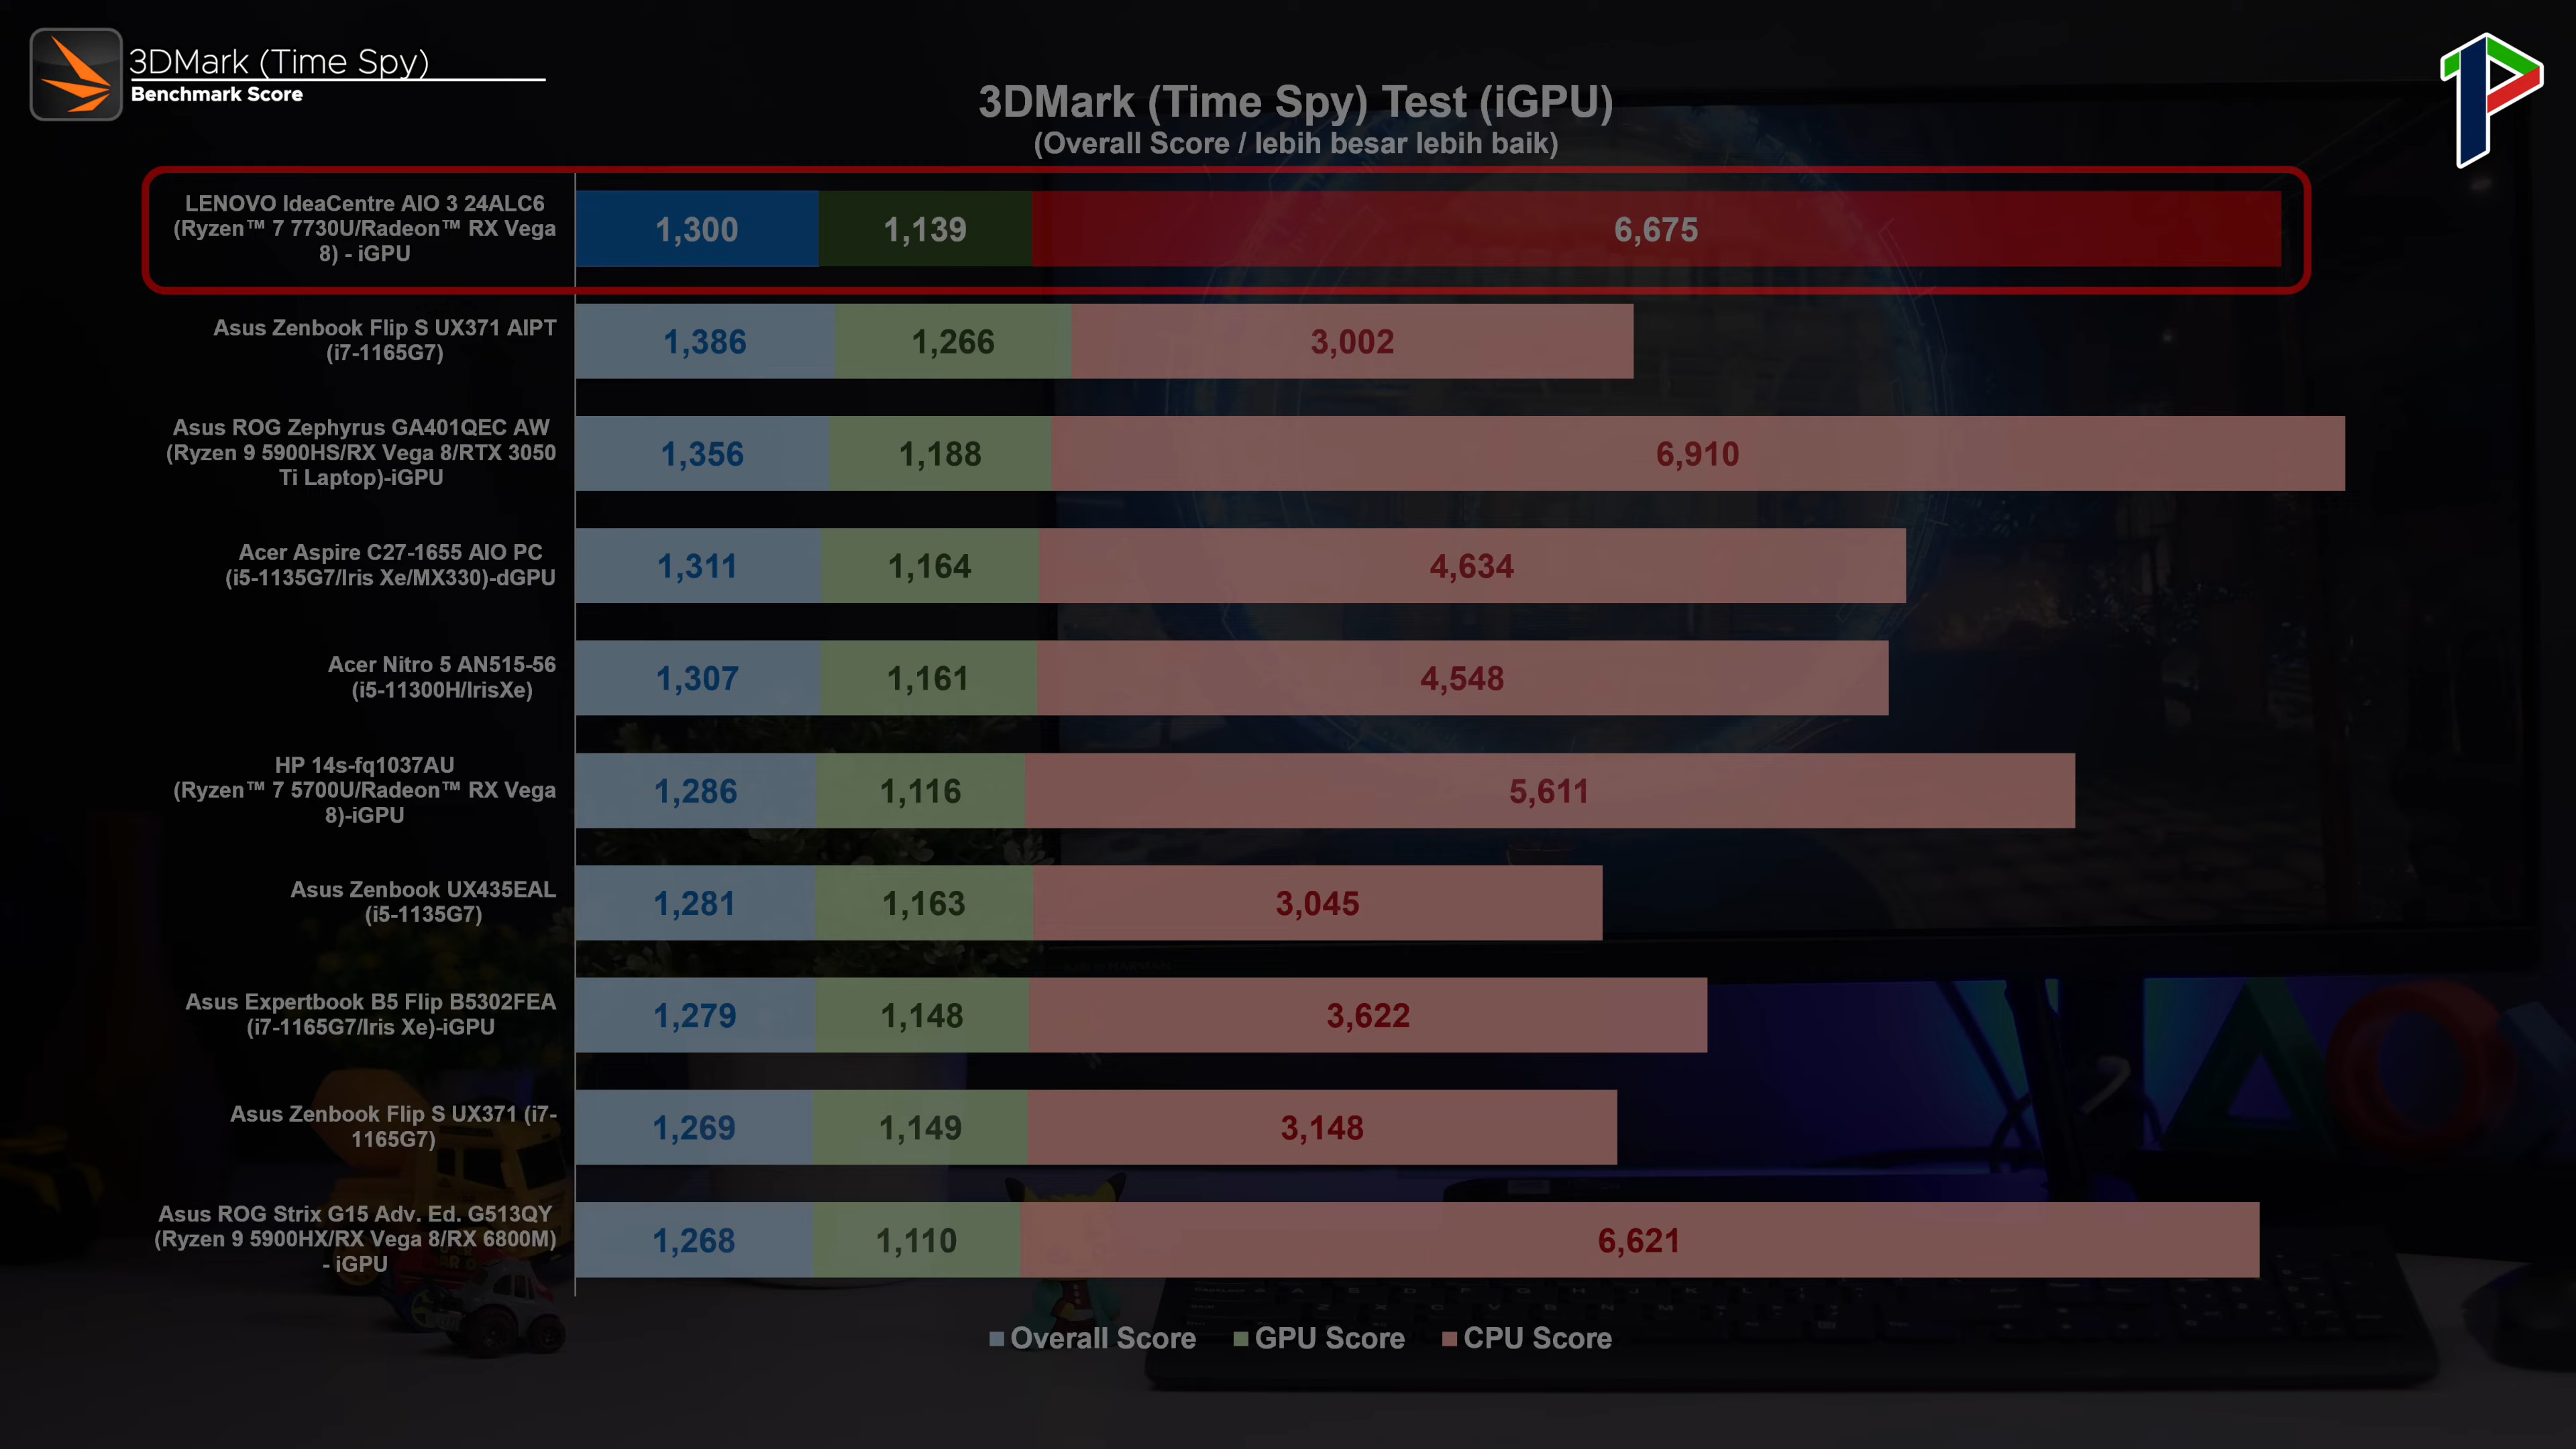 3DMark (Time Spy)
Benchmark Score
3DMark (Time Spy) Test (iGPU)
(Overall Score / lebih besar lebih baik)
LENOVO IdeaCentre AIO 3 24ALC6
(Ryzen™ 7 7730U/Radeon™ RX Vega
8) - iGPU
1,300 1,139 6,675
Asus Zenbook Flip S UX371 AIPT
(i7-1165G7)
1,386 1,266 3,002
Asus ROG Zephyrus GA401QEC AW
(Ryzen 9 5900HS/RX Vega 8/RTX 3050
Ti Laptop)-iGPU
1,356 1,188 6,910
Acer Aspire C27-1655 AIO PC
(i5-1135G7/Iris Xe/MX330)-dGPU
1,311 1,164 4,634
Acer Nitro 5 AN515-56
(i5-11300H/IrisXe)
1,307 1,161 4,548
HP 14s-fq1037AU
(Ryzen™ 7 5700U/Radeon™ RX Vega
8)-iGPU
1,286 1,116 5,611
Asus Zenbook UX435EAL
(i5-1135G7)
1,281 1,163 3,045
Asus Expertbook B5 Flip B5302FEA
(i7-1165G7/Iris Xe)-iGPU
1,279 1,148 3,622
Asus Zenbook Flip S UX371 (i7-
1165G7)
1,269 1,149 3,148
Asus ROG Strix G15 Adv. Ed. G513QY
(Ryzen 9 5900HX/RX Vega 8/RX 6800M)
- iGPU
1,268 1,110 6,621
Overall Score GPU Score CPU Score